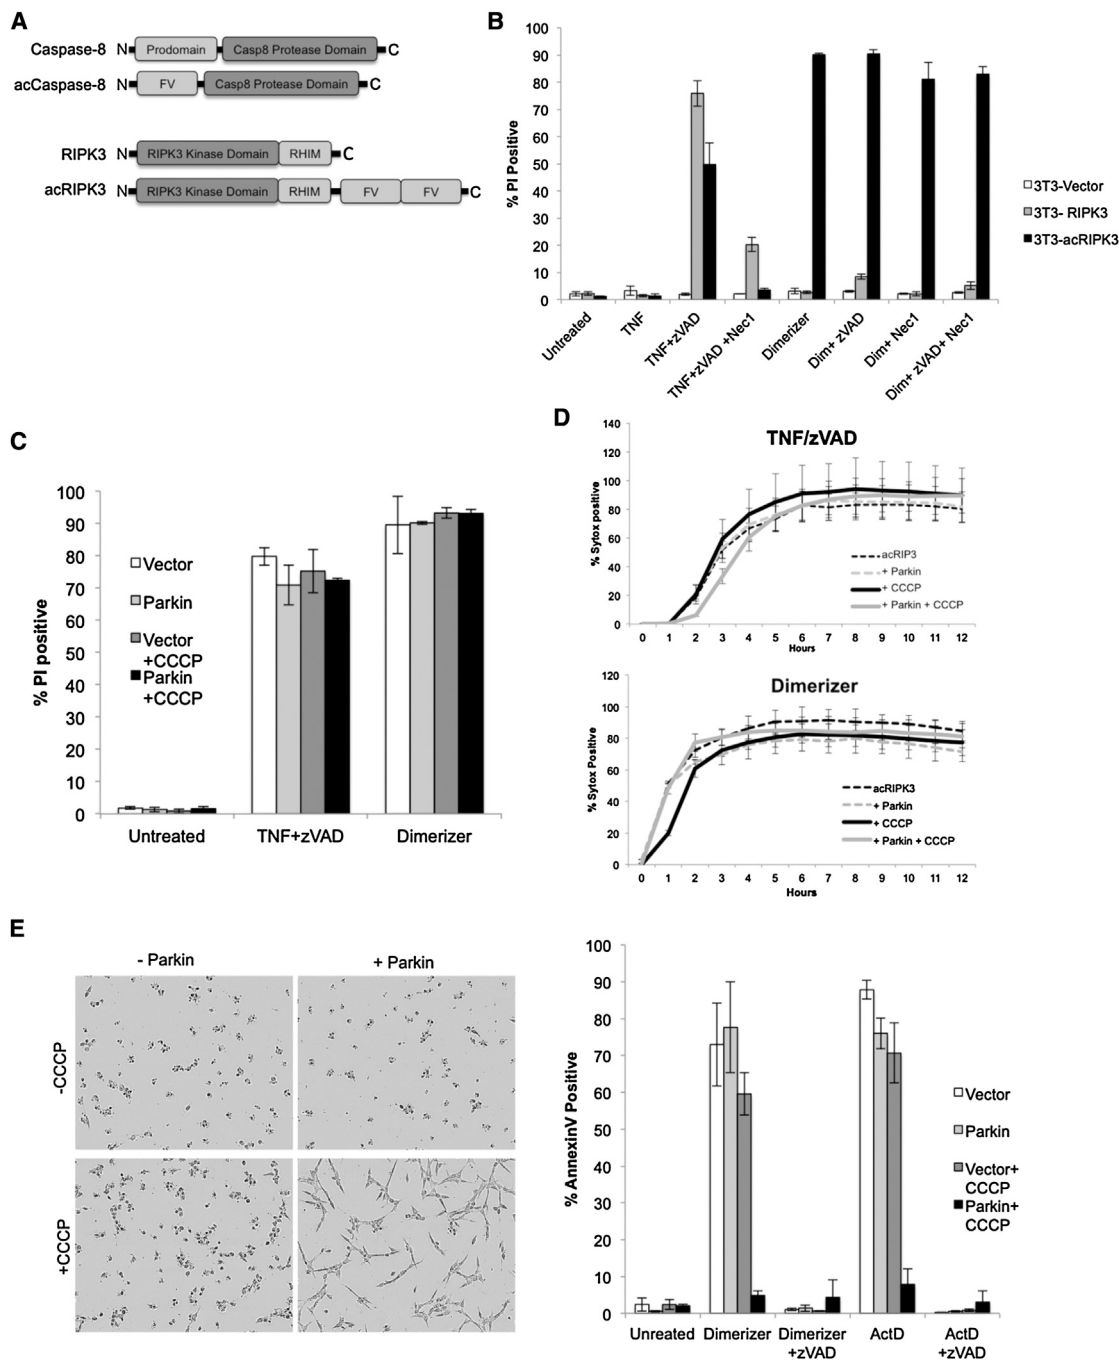 A
Caspase-8 N Prodomain Casp8 Protease Domain C
acCaspase-8 N FV Casp8 Protease Domain C
RIPK3 N RIPK3 Kinase Domain RHIM C
acRIPK3 N RIPK3 Kinase Domain RHIM FV FV C
B
% PI Positive
100
90
80
70
60
50
40
30
20
10
0
Untreated
TNF
TNF+zVAD
TNF+zVAD +Nec1
Dimerizer
Dim+ zVAD
Dim+ Nec1
Dim+ zVAD+ Nec1
3T3-Vector
3T3- RIPK3
3T3-acRIPK3
C
% PI positive
100
90
80
70
60
50
40
30
20
10
0
Vector
Parkin
Vector
+CCCP
Parkin
+CCCP
Untreated TNF+zVAD Dimerizer
D
TNF/zVAD
% Sytox positive
140
120
100
80
60
40
20
0
acRIP3
+ Parkin
+ CCCP
+ Parkin + CCCP
0 1 2 3 4 5 6 7 8 9 10 11 12
Hours
Dimerizer
% Sytox Positive
120
100
80
60
40
20
0
acRIPK3
+ Parkin
+ CCCP
+ Parkin + CCCP
0 1 2 3 4 5 6 7 8 9 10 11 12
Hours
E
- Parkin + Parkin
-CCCP
+CCCP
% AnnexinV Positive
100
90
80
70
60
50
40
30
20
10
0
Vector
Parkin
Vector+
CCCP
Parkin+
CCCP
Unreated Dimerizer Dimerizer ActD ActD
+zVAD +zVAD